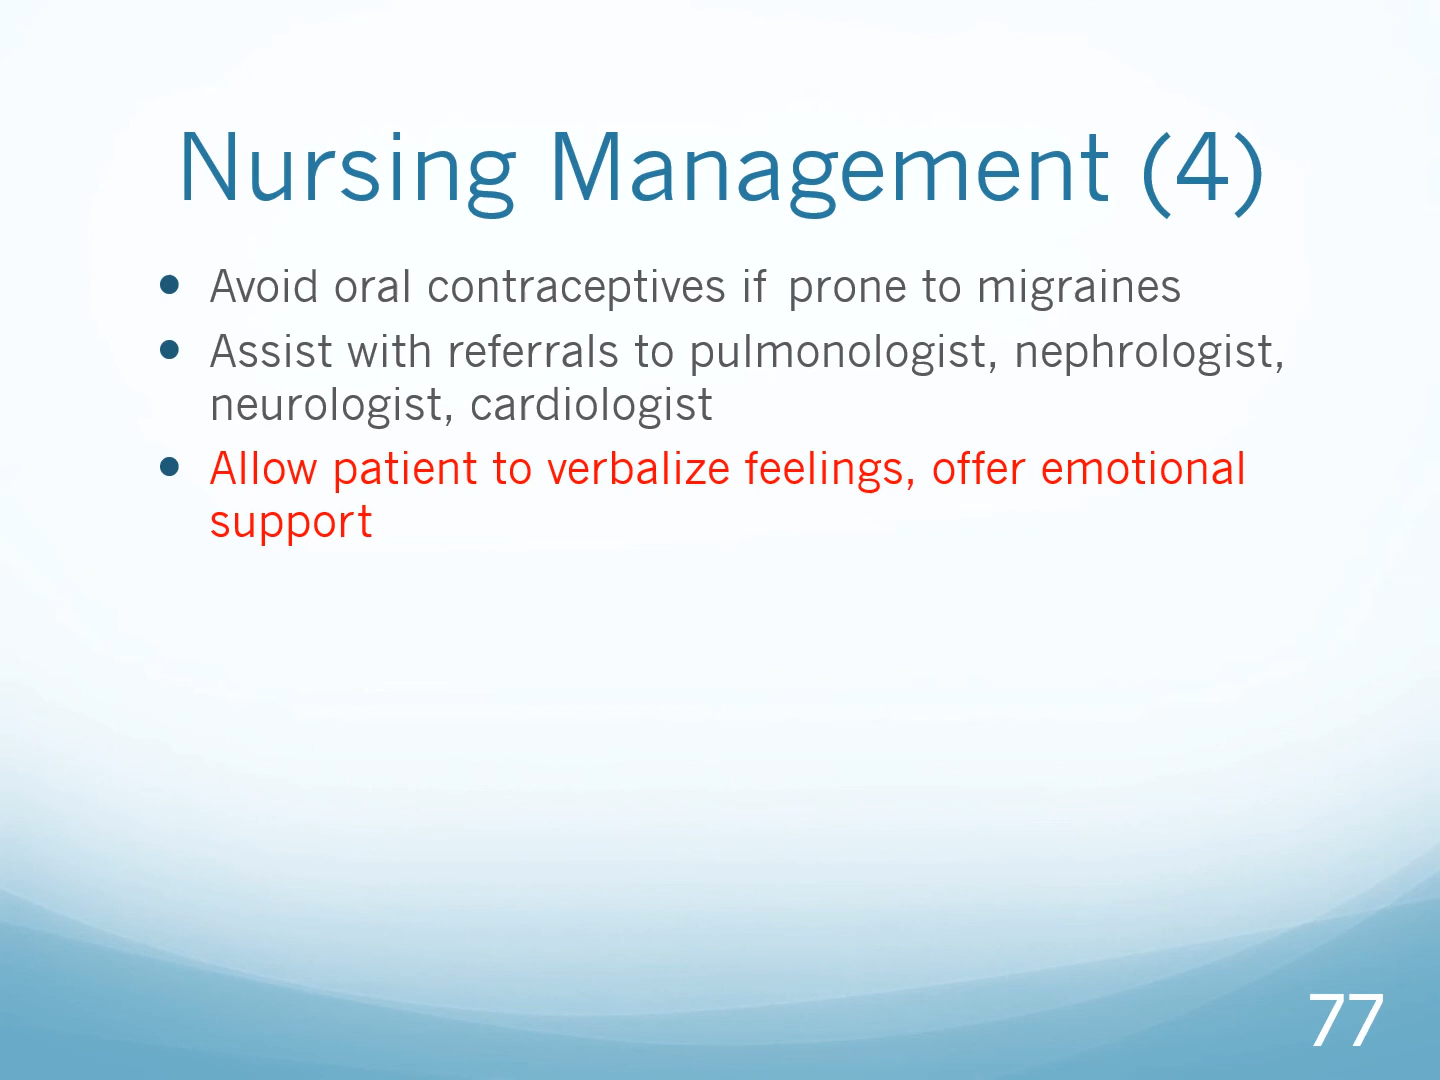 Nursing Management (4)
● Avoid oral contraceptives if prone to migraines
● Assist with referrals to pulmonologist, nephrologist,
neurologist, cardiologist
● Allow patient to verbalize feelings, offer emotional
support
77